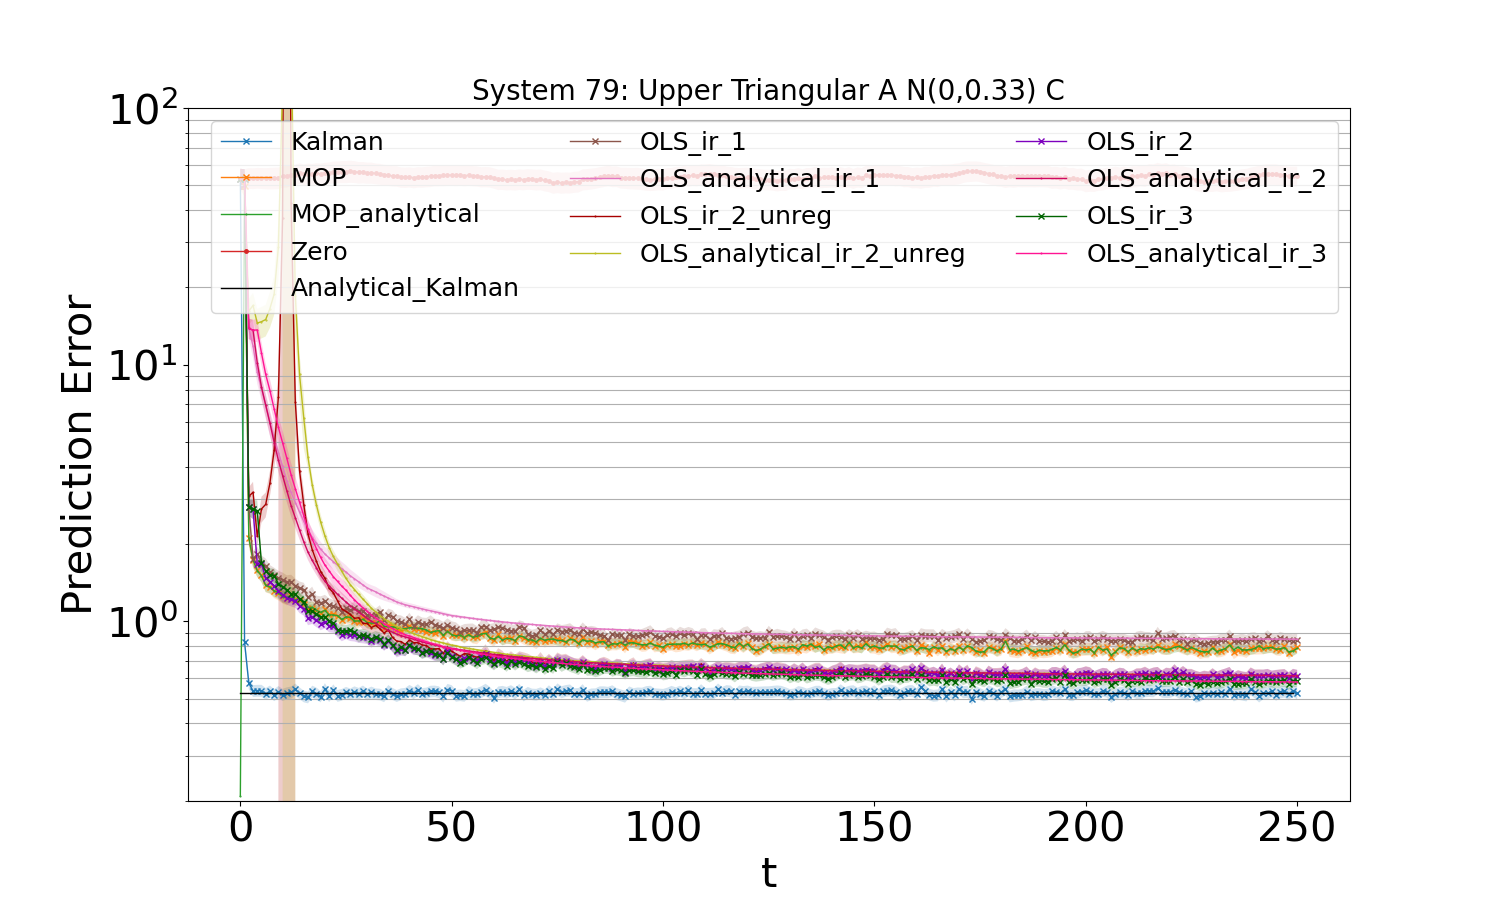 System 79: Upper Triangular A N(0,0.33) C
10²
10¹
10⁰
Prediction Error
Kalman
MOP
MOP_analytical
Zero
Analytical_Kalman
OLS_ir_1
OLS_analytical_ir_1
OLS_ir_2_unreg
OLS_analytical_ir_2_unreg
OLS_ir_2
OLS_analytical_ir_2
OLS_ir_3
OLS_analytical_ir_3
0 50 100 150 200 250
t